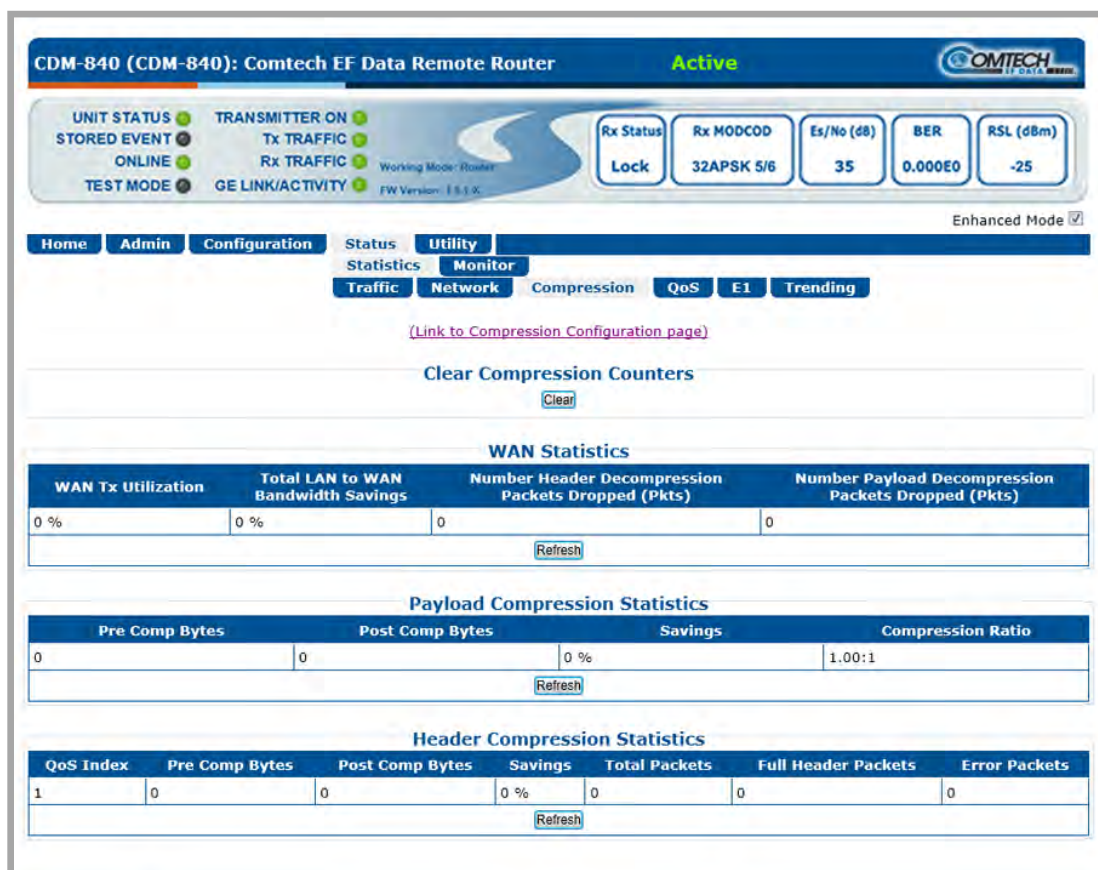 CDM-840 (CDM-840): Comtech EF Data Remote Router Active COMTECH
EF DATA
UNIT STATUS TRANSMITTER ON
STORED EVENT Tx TRAFFIC
ONLINE Rx TRAFFIC
TEST MODE GE LINK/ACTIVITY
Working Mode: Router
FW Version:
Rx Status Rx MODCOD Es/No (dB) BER RSL (dBm)
Lock 32APSK 5/6 35 0.000E0 -25
Enhanced Mode
Home Admin Configuration Status Utility
Statistics Monitor
Traffic Network Compression QoS E1 Trending
(Link to Compression Configuration page)
Clear Compression Counters
Clear
WAN Statistics
WAN Tx Utilization Total LAN to WAN Bandwidth Savings Number Header Decompression Packets Dropped (Pkts) Number Payload Decompression Packets Dropped (Pkts)
0 % 0 % 0 0
Refresh
Payload Compression Statistics
Pre Comp Bytes Post Comp Bytes Savings Compression Ratio
0 0 0 % 1.00:1
Refresh
Header Compression Statistics
QoS Index Pre Comp Bytes Post Comp Bytes Savings Total Packets Full Header Packets Error Packets
1 0 0 0 % 0 0 0
Refresh